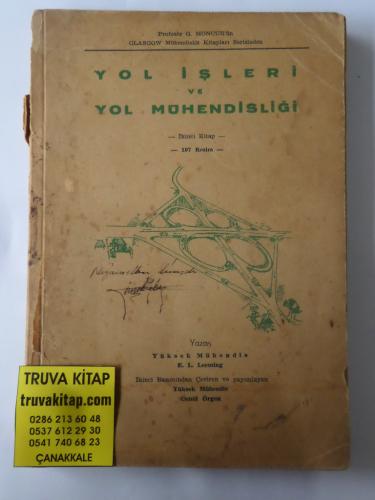 Profesör G. MONCUR'ün
GLASGOW Mühendislik Kitapları Serisinden
YOL İŞLERİ
VE
YOL MÜHENDİSLİĞİ
— İkinci Kitap —
— 197 Resim —
Yazan
Yüksek Mühendis
E. L. Leeming
İkinci Basımından Çeviren ve yayınlayan
Yüksek Mühendis
Cemil Örgen
TRUVA KİTAP
truvakitap.com
0286 213 60 48
0537 612 29 30
0541 740 68 23
ÇANAKKALE